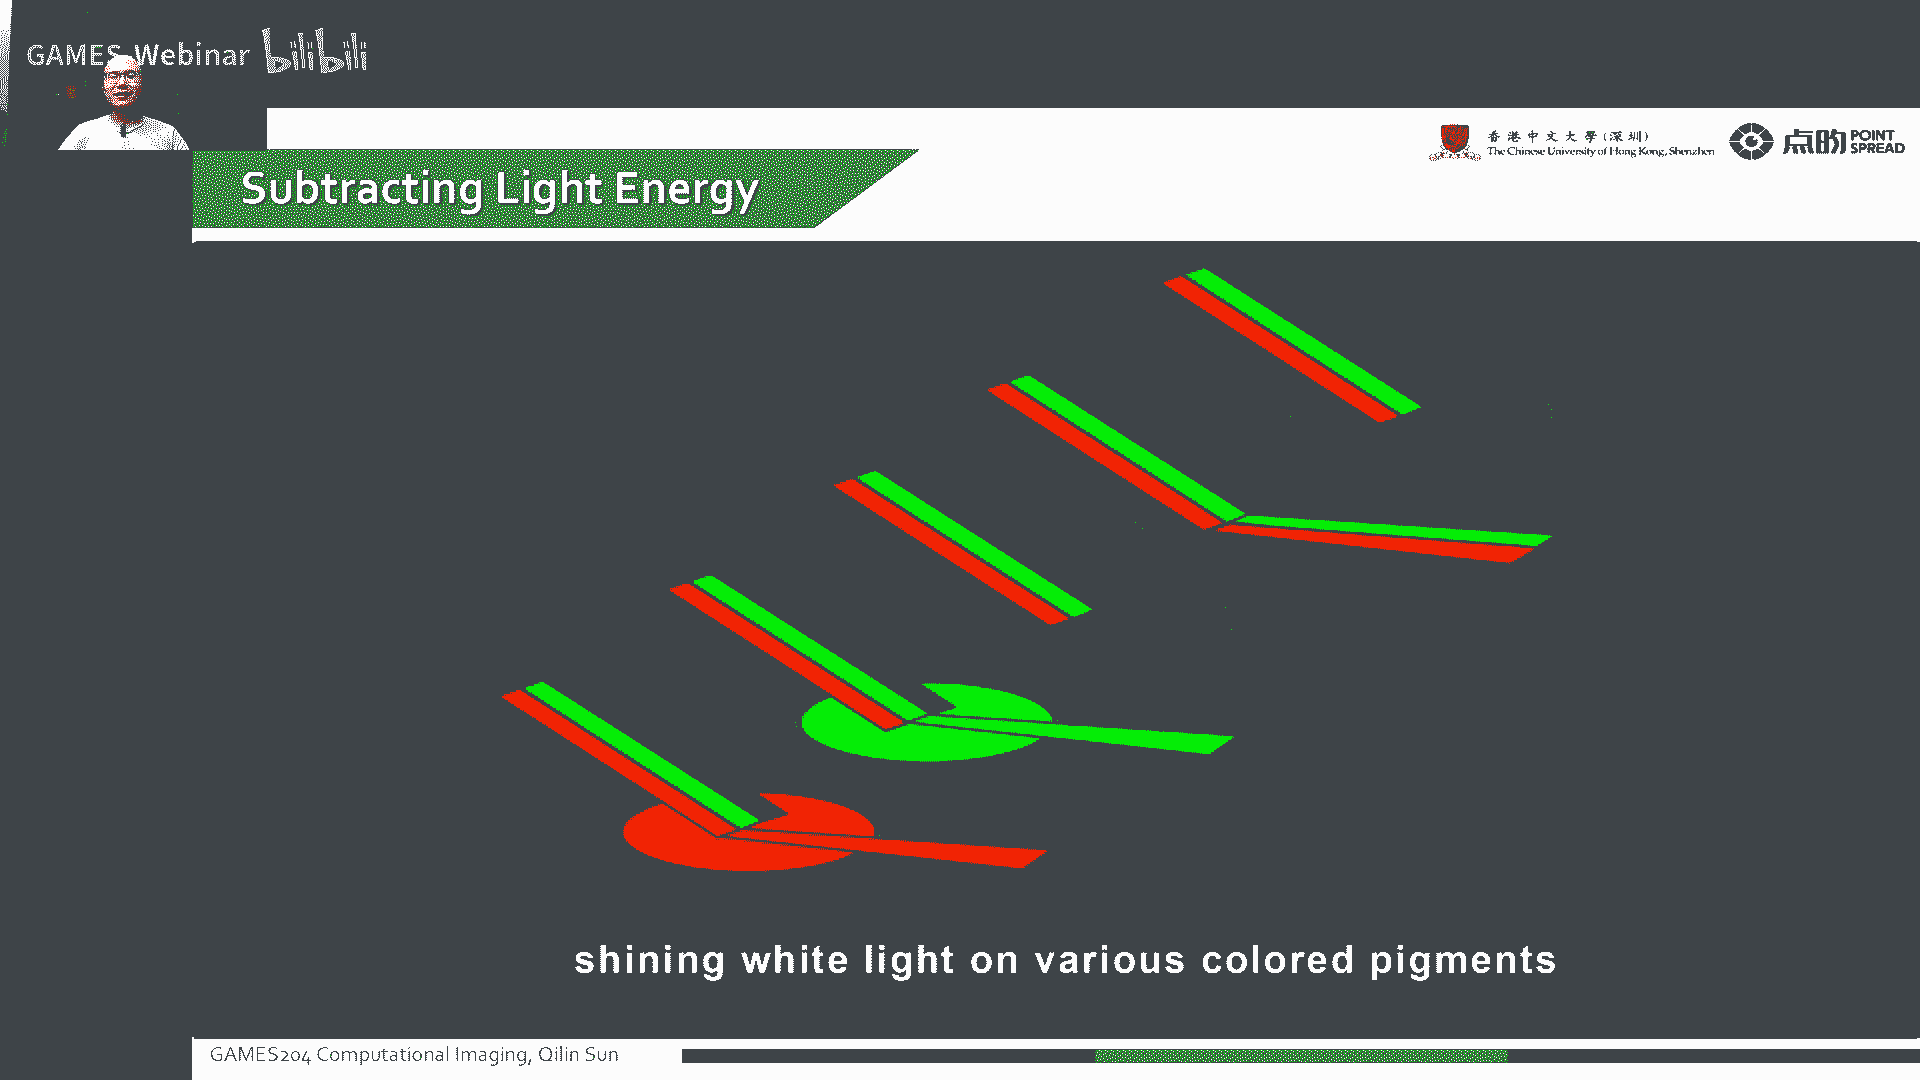 GAMES Webinar bilibili
香港中文大學(深圳)
The Chinese University of Hong Kong, Shenzhen
点昀 POINT
SPREAD
Subtracting Light Energy
shining white light on various colored pigments
GAMES204 Computational Imaging, Qilin Sun